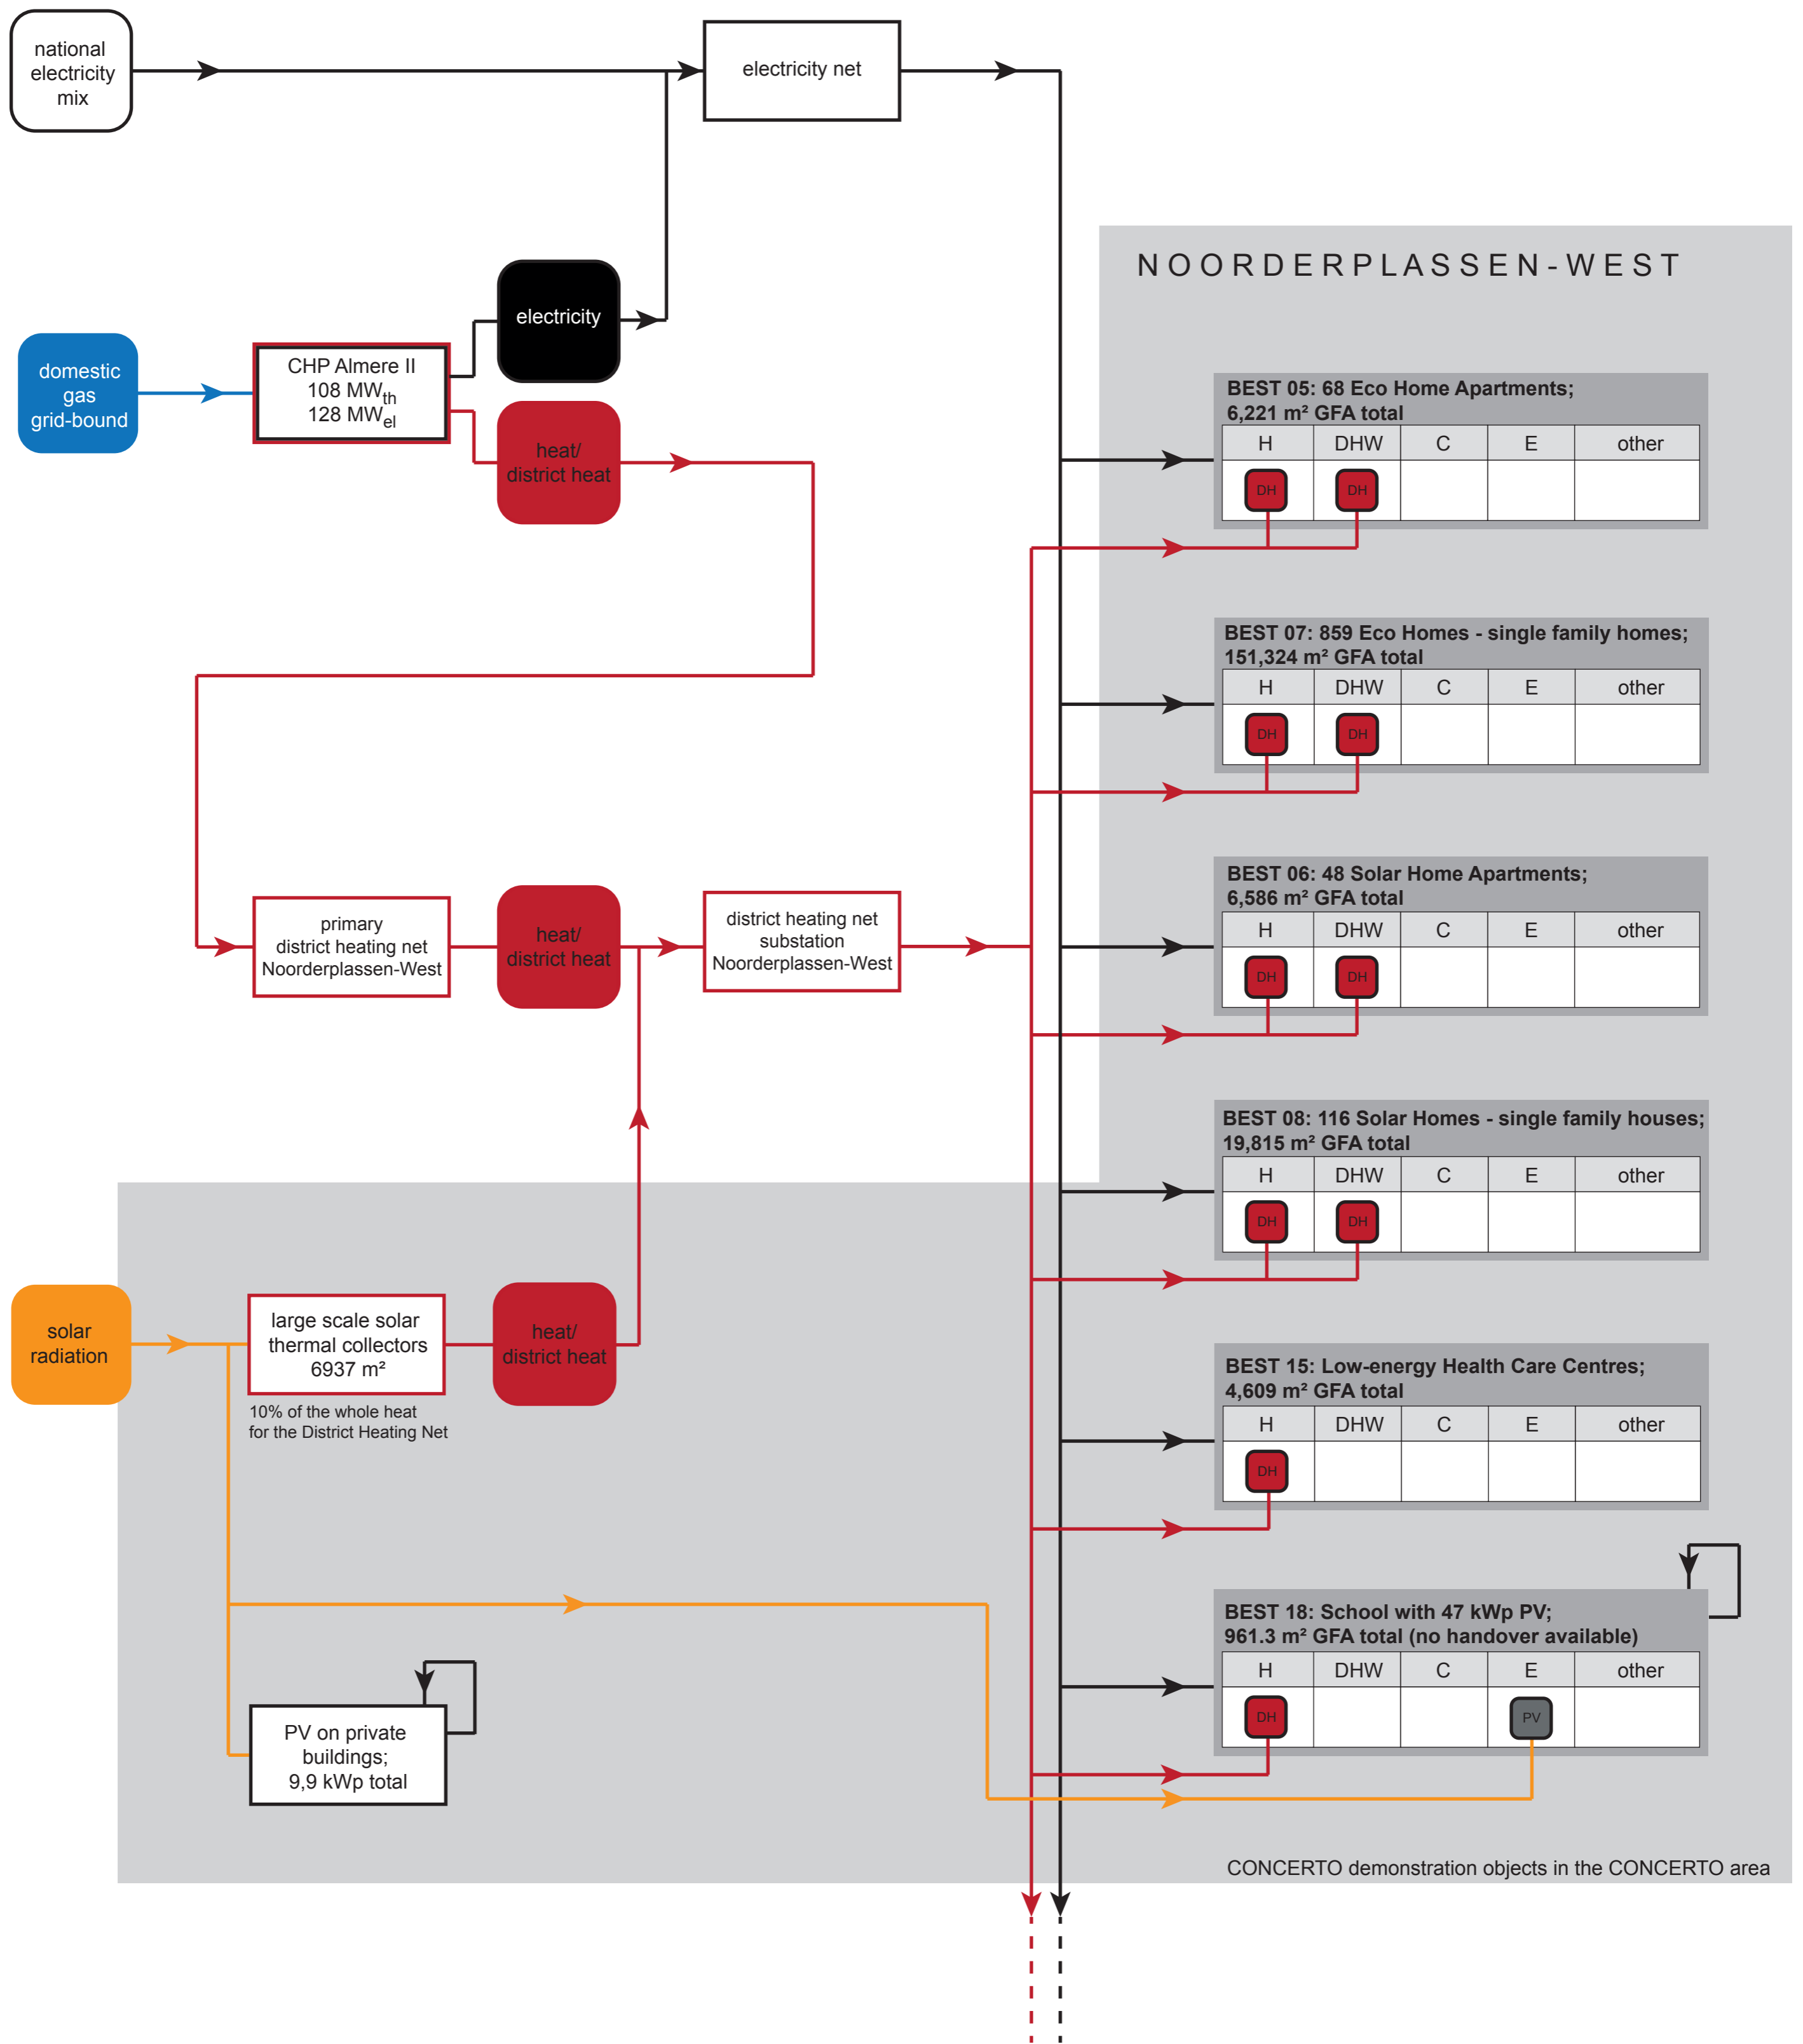 national
electricity
mix
electricity net
NOORDERPLASSEN-WEST
electricity
domestic
gas
grid-bound
CHP Almere II
108 MWth
128 MWel
heat/
district heat
BEST 05: 68 Eco Home Apartments;
6,221 m² GFA total
H DHW C E other
DH DH
BEST 07: 859 Eco Homes - single family homes;
151,324 m² GFA total
H DHW C E other
DH DH
BEST 06: 48 Solar Home Apartments;
6,586 m² GFA total
H DHW C E other
DH DH
primary
district heating net
Noorderplassen-West
heat/
district heat
district heating net
substation
Noorderplassen-West
BEST 08: 116 Solar Homes - single family houses;
19,815 m² GFA total
H DHW C E other
DH DH
solar
radiation
large scale solar
thermal collectors
6937 m²
10% of the whole heat
for the District Heating Net
heat/
district heat
BEST 15: Low-energy Health Care Centres;
4,609 m² GFA total
H DHW C E other
DH
BEST 18: School with 47 kWp PV;
961.3 m² GFA total (no handover available)
H DHW C E other
DH PV
PV on private
buildings;
9,9 kWp total
CONCERTO demonstration objects in the CONCERTO area